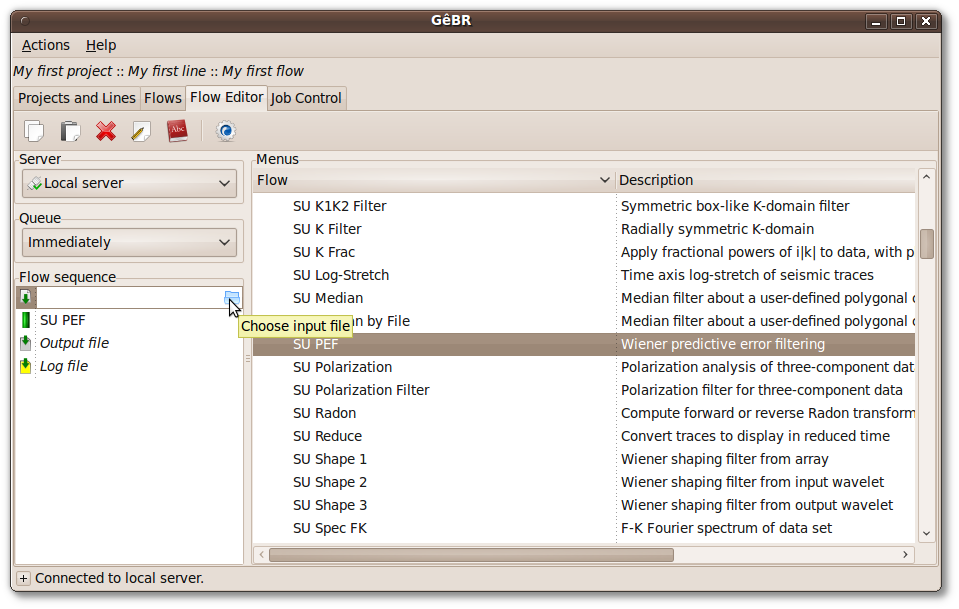 GêBR
Actions Help
My first project :: My first line :: My first flow
Projects and Lines Flows Flow Editor Job Control
Abc
Server
Local server
Queue
Immediately
Flow sequence
SU PEF
Output file
Log file
Choose input file
Menus
Flow Description
SU K1K2 Filter Symmetric box-like K-domain filter
SU K Filter Radially symmetric K-domain
SU K Frac Apply fractional powers of i|k| to data, with p
SU Log-Stretch Time axis log-stretch of seismic traces
SU Median Median filter about a user-defined polygonal c
n by File Median filter about a user-defined polygonal c
SU PEF Wiener predictive error filtering
SU Polarization Polarization analysis of three-component dat
SU Polarization Filter Polarization filter for three-component data
SU Radon Compute forward or reverse Radon transform
SU Reduce Convert traces to display in reduced time
SU Shape 1 Wiener shaping filter from array
SU Shape 2 Wiener shaping filter from input wavelet
SU Shape 3 Wiener shaping filter from output wavelet
SU Spec FK F-K Fourier spectrum of data set
Connected to local server.